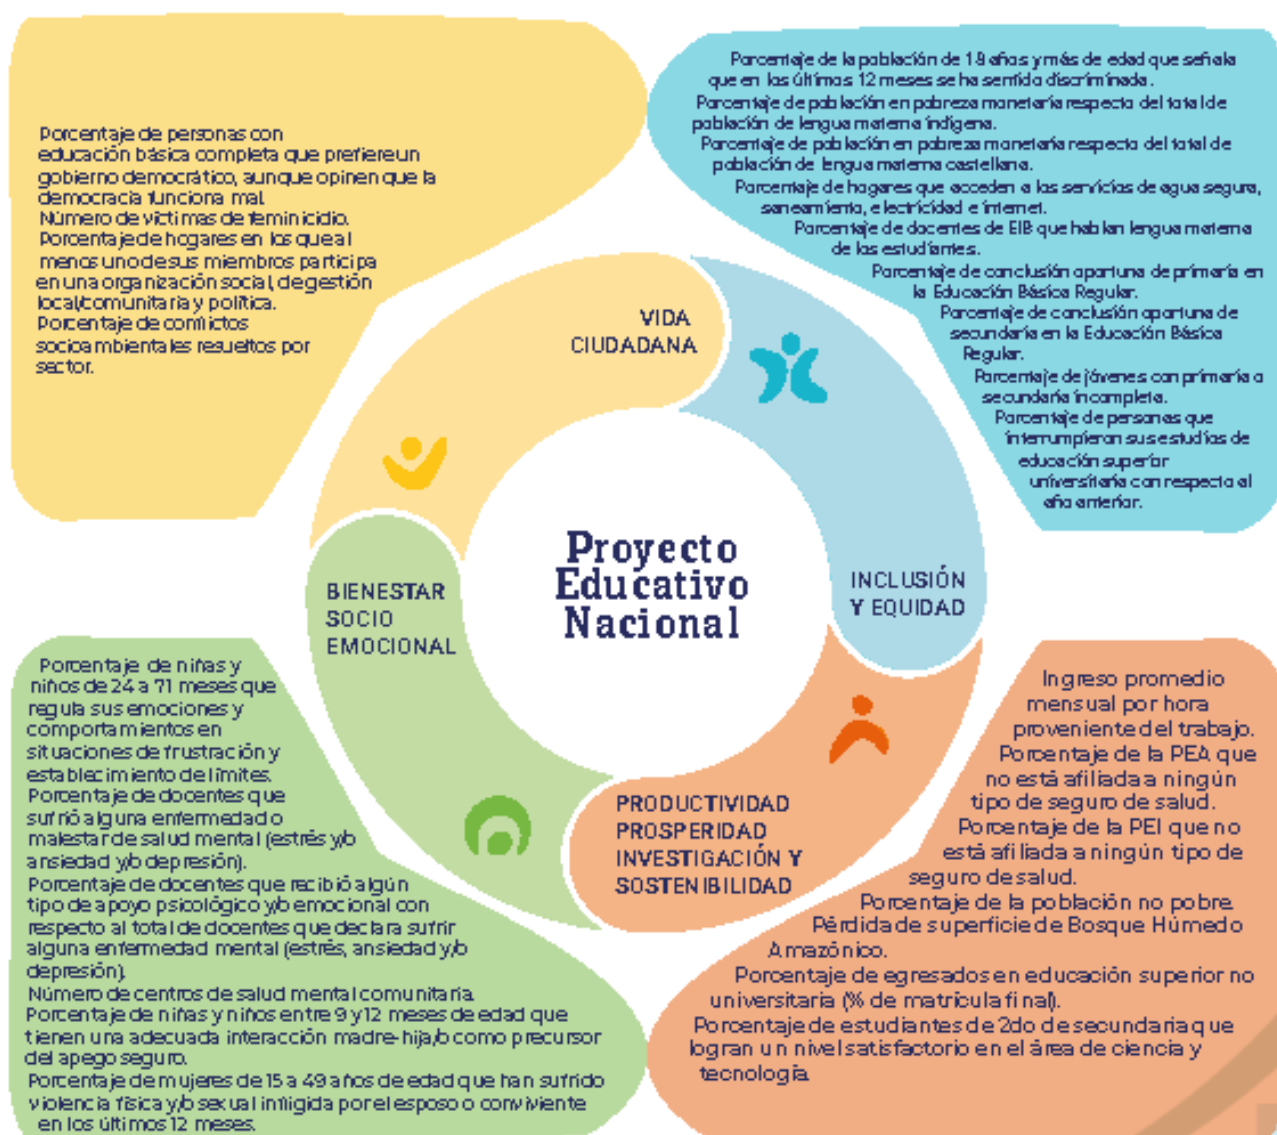 Porcentaje de personas con
educación básica completa que prefiere un
gobierno democrático, aunque opinen que la
democracia funciona mal.
Número de víctimas de feminicidio.
Porcentaje de hogares en los que al
menos uno de sus miembros participa
en una organización social, de gestión
local/comunitaria y política.
Porcentaje de conflictos
socioambientales resueltos por
sector.
Porcentaje de la población de 18 años y más de edad que señala
que en los últimos 12 meses se ha sentido discriminada.
Porcentaje de población en pobreza monetaria respecto del total de
población de lengua materna indígena.
Porcentaje de población en pobreza monetaria respecto del total de
población de lengua materna castellana.
Porcentaje de hogares que acceden a los servicios de agua segura,
saneamiento, electricidad e internet.
Porcentaje de docentes de EIB que hablan lengua materna
de los estudiantes.
Porcentaje de conclusión oportuna de primaria en
la Educación Básica Regular.
Porcentaje de conclusión oportuna de
secundaria en la Educación Básica
Regular.
Porcentaje de jóvenes con primaria o
secundaria incompleta.
Porcentaje de personas que
interrumpieron sus estudios de
educación superior
universitaria con respecto al
año anterior.
VIDA
CIUDADANA
INCLUSIÓN
Y EQUIDAD
Proyecto
Educativo
Nacional
BIENESTAR
SOCIO
EMOCIONAL
PRODUCTIVIDAD
PROSPERIDAD
INVESTIGACIÓN Y
SOSTENIBILIDAD
Porcentaje de niñas y
niños de 24 a 71 meses que
regula sus emociones y
comportamientos en
situaciones de frustración y
establecimiento de límites.
Porcentaje de docentes que
sufrió alguna enfermedad o
malestar de salud mental (estrés y/o
ansiedad y/o depresión).
Porcentaje de docentes que recibió algún
tipo de apoyo psicológico y/o emocional con
respecto al total de docentes que declara sufrir
alguna enfermedad mental (estrés, ansiedad y/o
depresión).
Número de centros de salud mental comunitaria.
Porcentaje de niñas y niños entre 9 y 12 meses de edad que
tienen una adecuada interacción madre-hija/o como precursor
del apego seguro.
Porcentaje de mujeres de 15 a 49 años de edad que han sufrido
violencia física y/o sexual infligida por el esposo o conviviente
en los últimos 12 meses.
Ingreso promedio
mensual por hora
proveniente del trabajo.
Porcentaje de la PEA que
no está afiliada a ningún
tipo de seguro de salud.
Porcentaje de la PEI que no
está afiliada a ningún tipo de
seguro de salud.
Porcentaje de la población no pobre.
Pérdida de superficie de Bosque Húmedo
Amazónico.
Porcentaje de egresados en educación superior no
universitaria (% de matrícula final).
Porcentaje de estudiantes de 2do de secundaria que
logran un nivel satisfactorio en el área de ciencia y
tecnología.